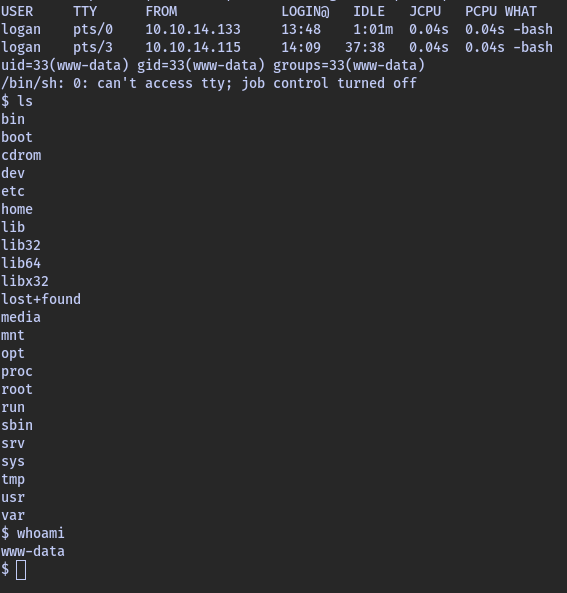 USER     TTY      FROM             LOGIN@   IDLE   JCPU   PCPU WHAT
logan    pts/0    10.10.14.133     13:48    1:01m  0.04s  0.04s -bash
logan    pts/3    10.10.14.115     14:09   37:38   0.04s  0.04s -bash
uid=33(www-data) gid=33(www-data) groups=33(www-data)
/bin/sh: 0: can't access tty; job control turned off
$ ls
bin
boot
cdrom
dev
etc
home
lib
lib32
lib64
libx32
lost+found
media
mnt
opt
proc
root
run
sbin
srv
sys
tmp
usr
var
$ whoami
www-data
$